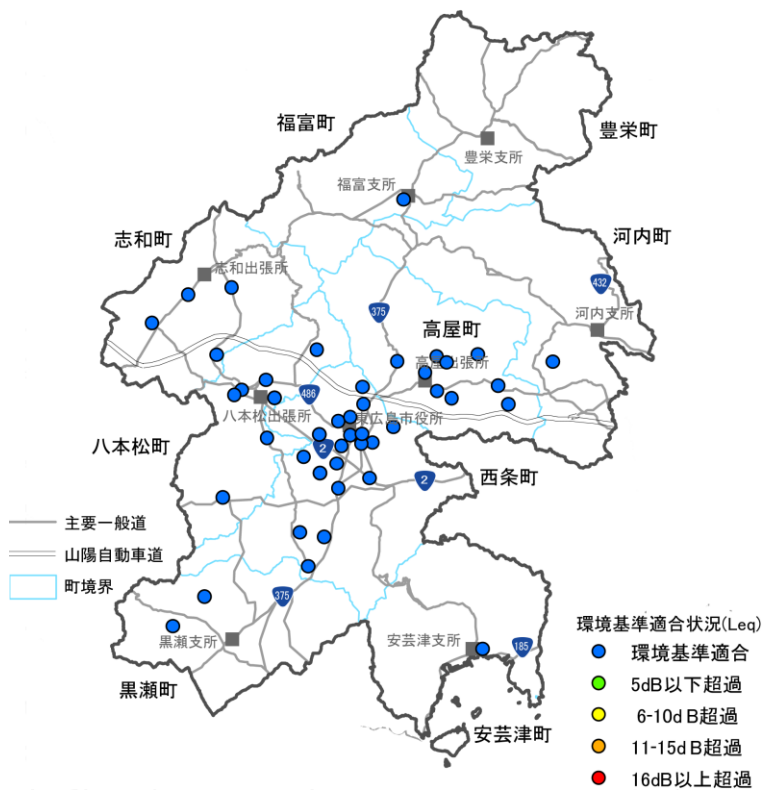 福富町
豊栄町
豊栄支所
福富支所
志和町
河内町
志和出張所
432
375
河内支所
高屋町
高屋出張所
486
八本松出張所
東広島市役所
八本松町
2
西条町
2
主要一般道
山陽自動車道
町境界
375
黒瀬支所
黒瀬町
安芸津支所
185
安芸津町
環境基準適合状況(Leq)
環境基準適合
5dB以下超過
6-10dB超過
11-15dB超過
16dB以上超過